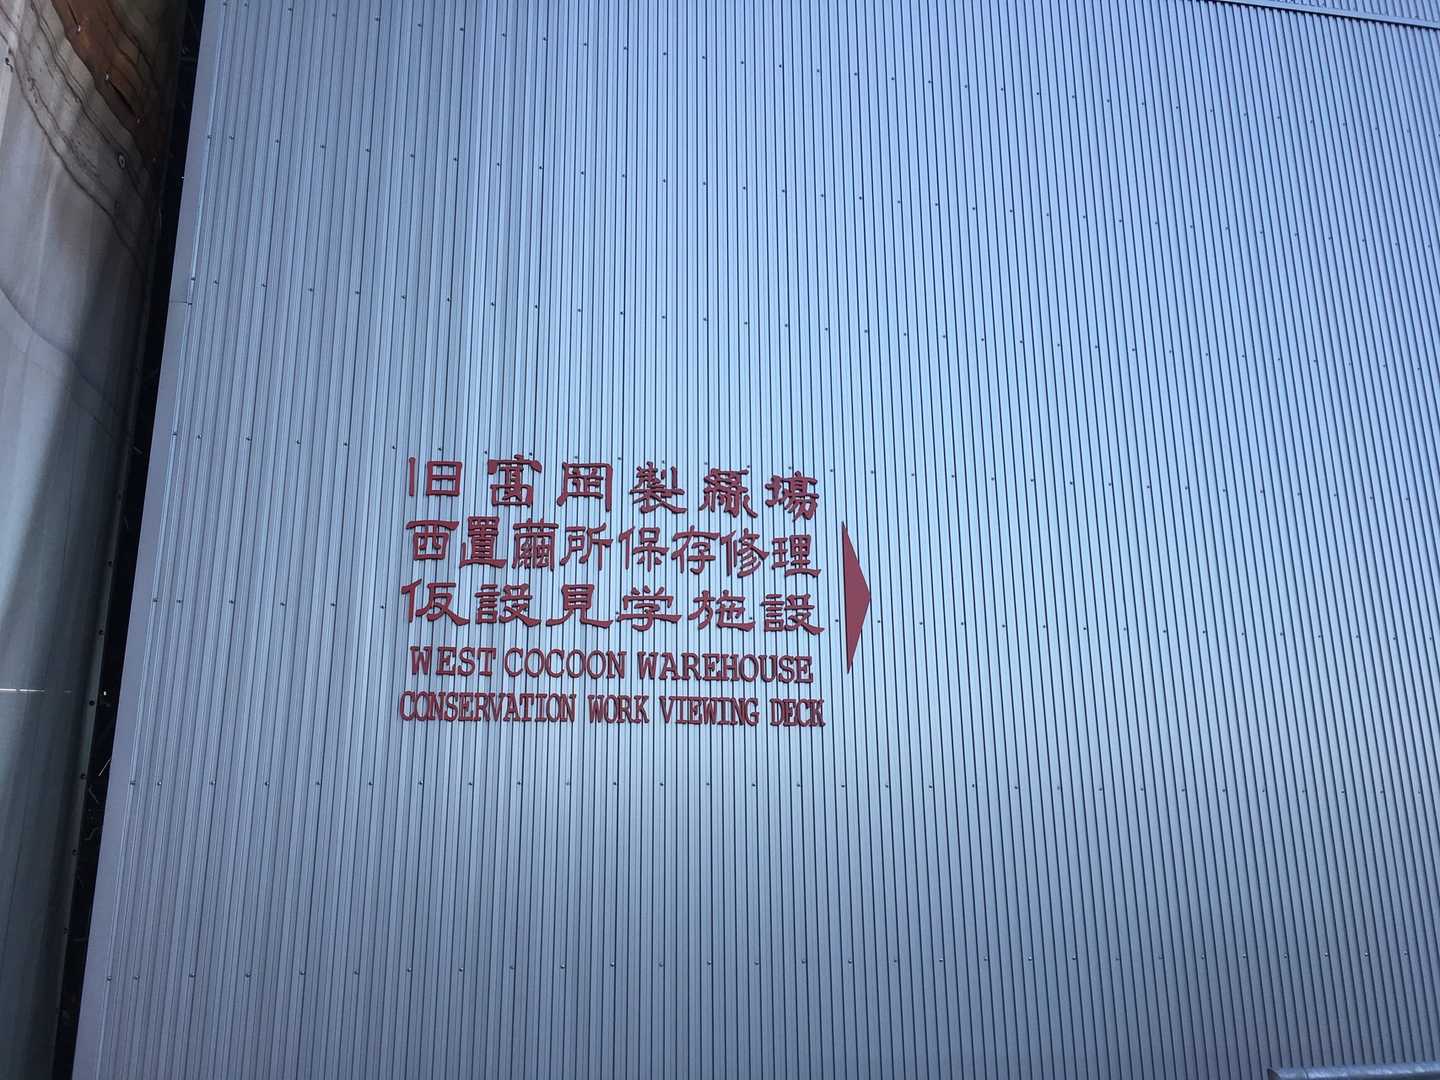 旧富岡製絲場
西置繭所保存修理
仮設見学施設
WEST COCOON WAREHOUSE
CONSERVATION WORK VIEWING DECK